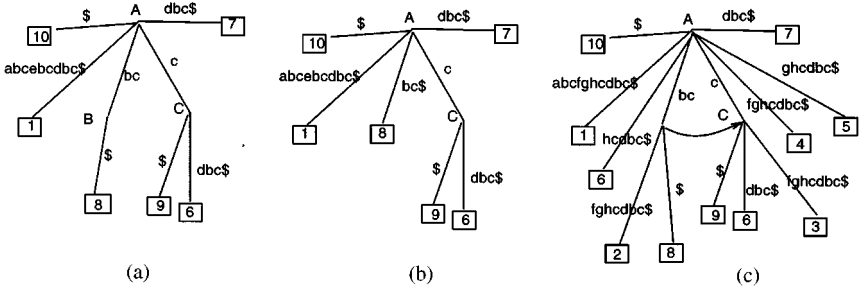 A
$
dbc$
10
7
abcebcdbc$
bc
c
1
B
C
$
$
dbc$
8
9
6
(a)
A
$
dbc$
10
7
abcebcdbc$
bc$
c
1
8
C
$
dbc$
9
6
(b)
A
$
dbc$
10
7
abcfghcdbc$
bc
c
fghcdbc$
ghcdbc$
1
C
4
5
hcdbc$
6
fghcdbc$
$
$
dbc$
fghcdbc$
9
6
3
2
8
(c)